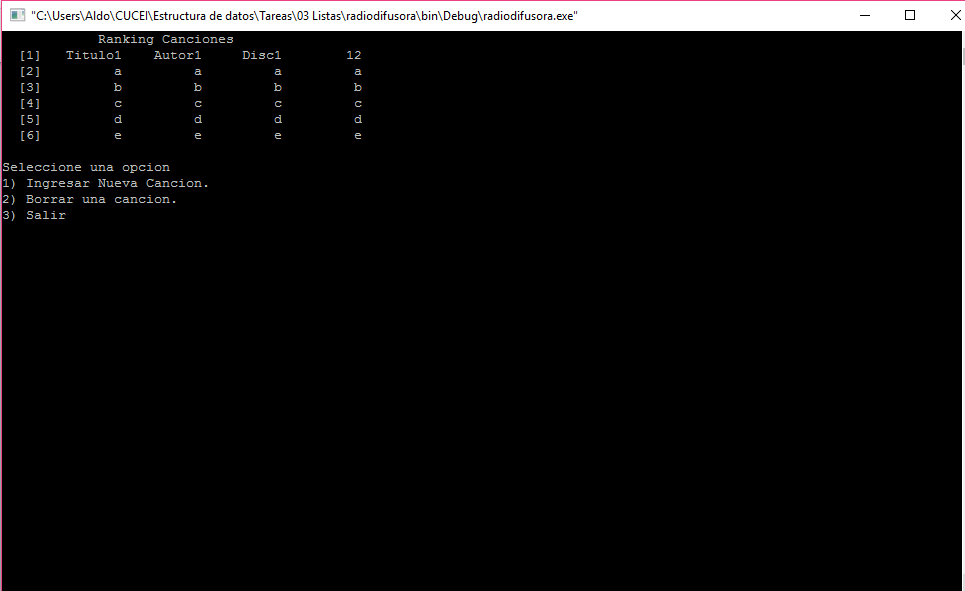 "C:\Users\Aldo\CUCEI\Estructura de datos\Tareas\03 Listas\radiodifusora\bin\Debug\radiodifusora.exe"
Ranking Canciones
[1] Titulo1 Autor1 Disc1 12
[2] a a a a
[3] b b b b
[4] c c c c
[5] d d d d
[6] e e e e
Seleccione una opcion
1) Ingresar Nueva Cancion.
2) Borrar una cancion.
3) Salir